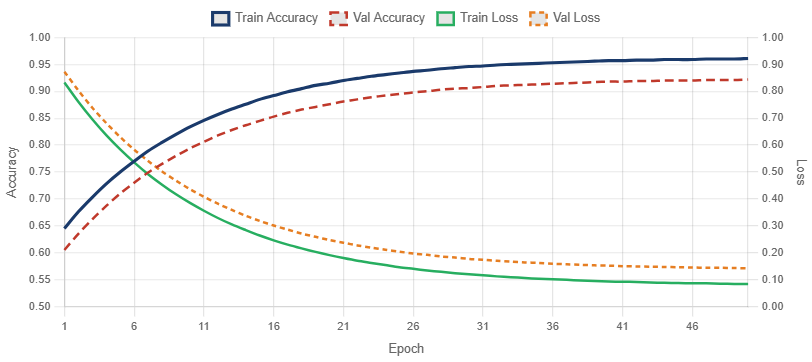 Train Accuracy Val Accuracy Train Loss Val Loss
1.00 1.00
0.95 0.90
0.90 0.80
0.85 0.70
0.80 0.60
0.75 0.50
0.70 0.40
0.65 0.30
0.60 0.20
0.55 0.10
0.50 0.00
Accuracy
Loss
1 6 11 16 21 26 31 36 41 46
Epoch